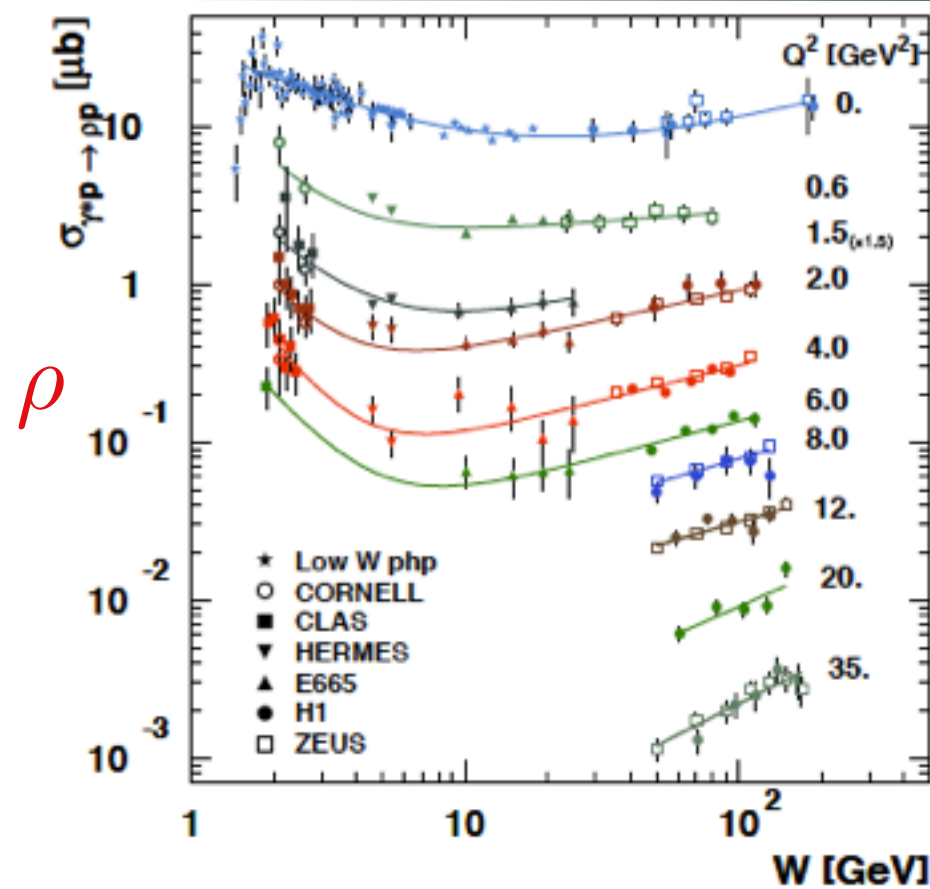 σγ*p → ρp [μb]
Q² [GeV²]
0.
10
0.6
1.5(x1.5)
1
2.0
ρ
4.0
10⁻¹
6.0
8.0
12.
10⁻²
20.
35.
10⁻³
Low W php
CORNELL
CLAS
HERMES
E665
H1
ZEUS
1
10
10²
W [GeV]